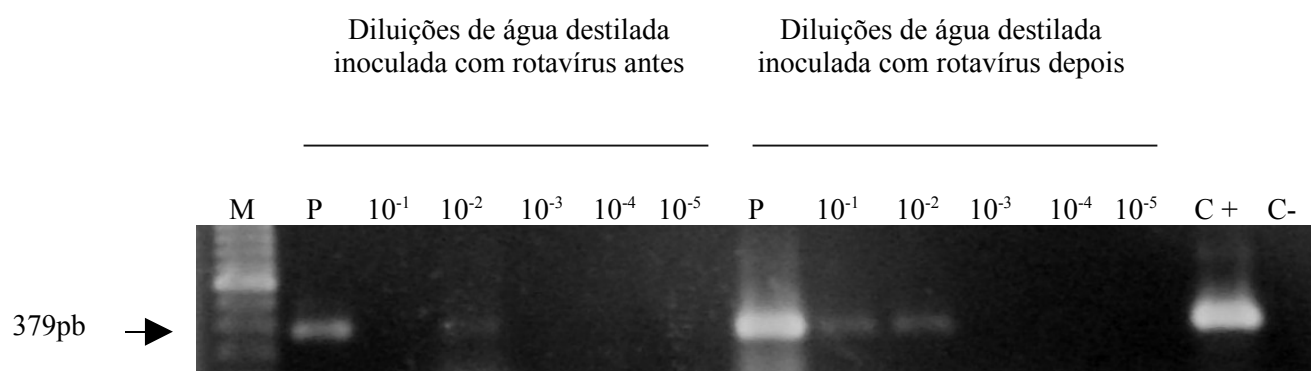 Diluições de água destilada
inoculada com rotavírus antes
Diluições de água destilada
inoculada com rotavírus depois
M P 10⁻¹ 10⁻² 10⁻³ 10⁻⁴ 10⁻⁵ P 10⁻¹ 10⁻² 10⁻³ 10⁻⁴ 10⁻⁵ C + C-
379pb